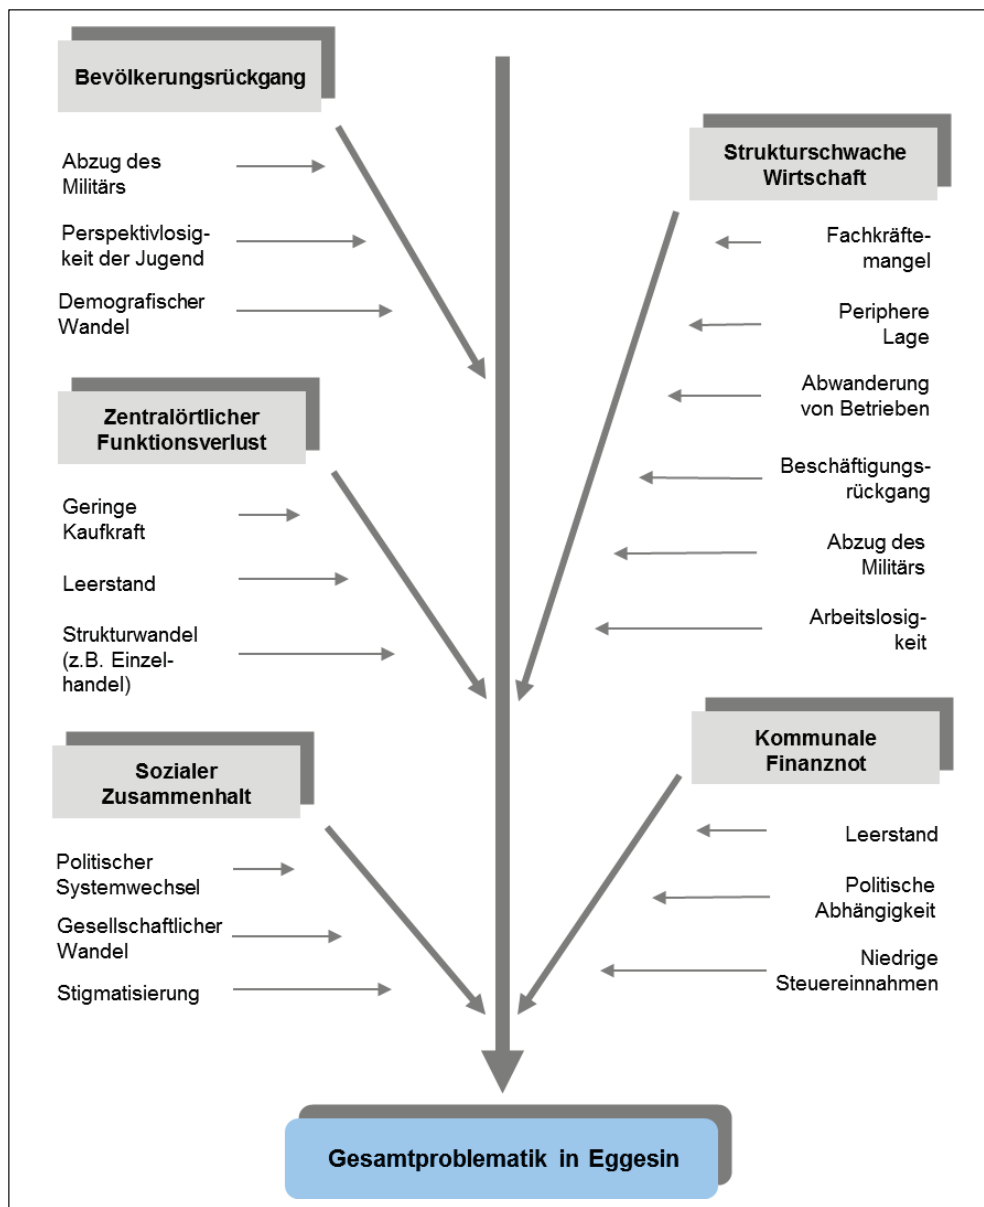 Bevölkerungsrückgang
Abzug des
Militärs
Perspektivlosig-
keit der Jugend
Demografischer
Wandel
Zentralörtlicher
Funktionsverlust
Geringe
Kaufkraft
Leerstand
Strukturwandel
(z.B. Einzel-
handel)
Sozialer
Zusammenhalt
Politischer
Systemwechsel
Gesellschaftlicher
Wandel
Stigmatisierung
Strukturschwache
Wirtschaft
Fachkräfte-
mangel
Periphere
Lage
Abwanderung
von Betrieben
Beschäftigungs-
rückgang
Abzug des
Militärs
Arbeitslosig-
keit
Kommunale
Finanznot
Leerstand
Politische
Abhängigkeit
Niedrige
Steuereinnahmen
Gesamtproblematik in Eggesin